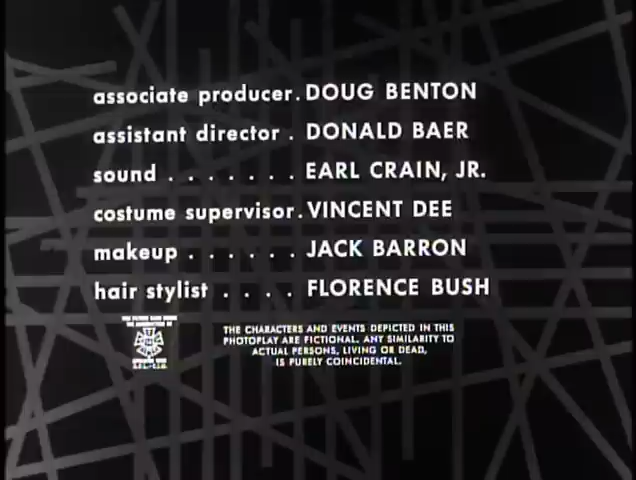 associate producer. DOUG BENTON
assistant director . DONALD BAER
sound . . . . . . . EARL CRAIN, JR.
costume supervisor. VINCENT DEE
makeup . . . . . . JACK BARRON
hair stylist . . . . FLORENCE BUSH
THE CHARACTERS AND EVENTS DEPICTED IN THIS
PHOTOPLAY ARE FICTIONAL. ANY SIMILARITY TO
ACTUAL PERSONS, LIVING OR DEAD,
IS PURELY COINCIDENTAL.